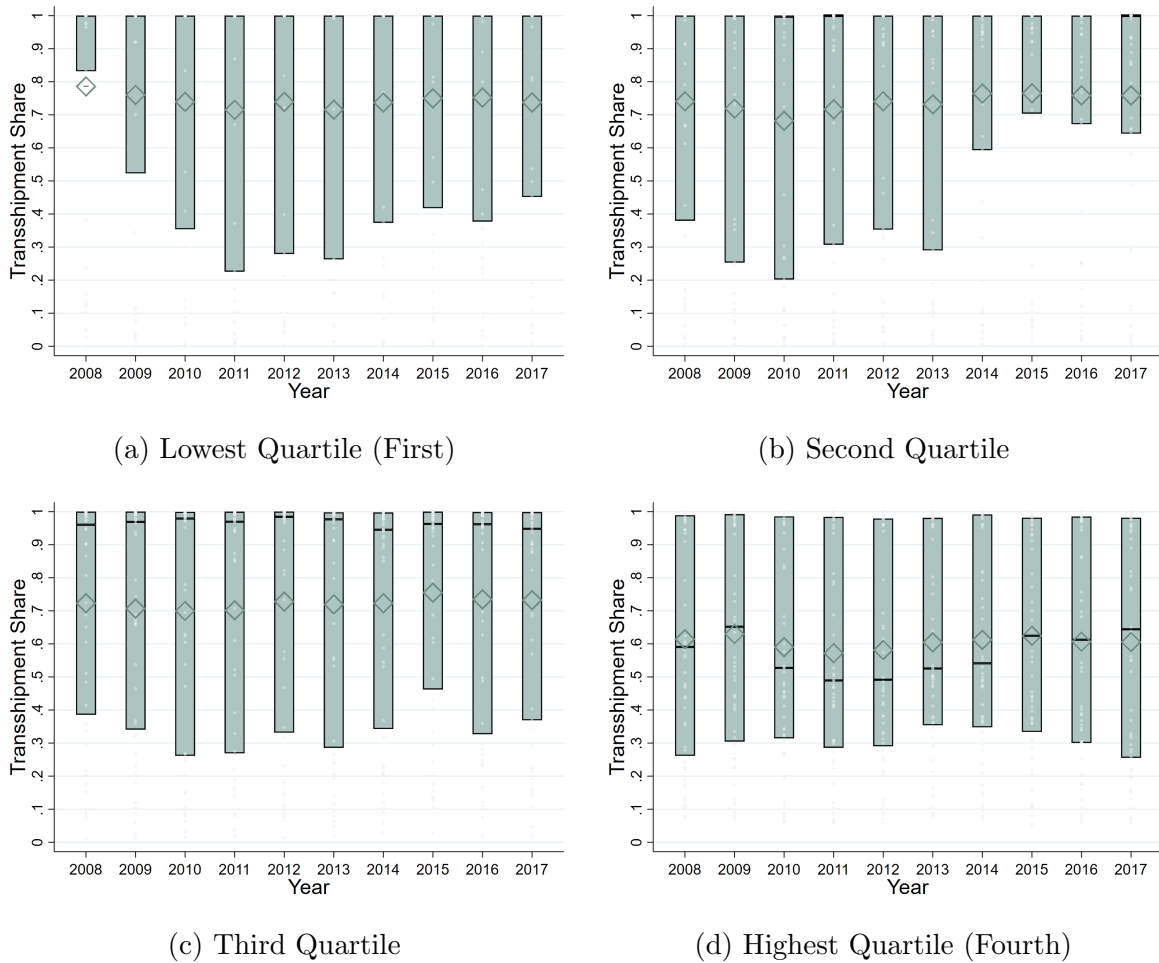 Transshipment Share
1
.9
.8
.7
.6
.5
.4
.3
.2
.1
0
2008 2009 2010 2011 2012 2013 2014 2015 2016 2017
Year
(a) Lowest Quartile (First)
Transshipment Share
1
.9
.8
.7
.6
.5
.4
.3
.2
.1
0
2008 2009 2010 2011 2012 2013 2014 2015 2016 2017
Year
(b) Second Quartile
Transshipment Share
1
.9
.8
.7
.6
.5
.4
.3
.2
.1
0
2008 2009 2010 2011 2012 2013 2014 2015 2016 2017
Year
(c) Third Quartile
Transshipment Share
1
.9
.8
.7
.6
.5
.4
.3
.2
.1
0
2008 2009 2010 2011 2012 2013 2014 2015 2016 2017
Year
(d) Highest Quartile (Fourth)